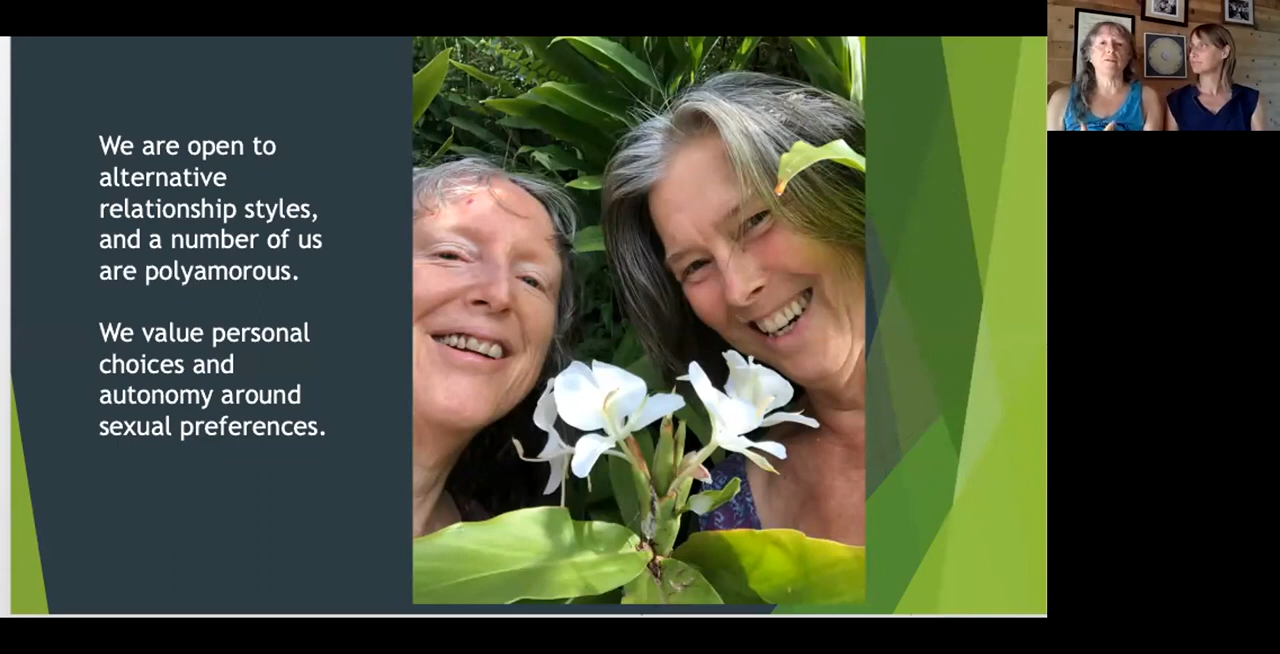 We are open to
alternative
relationship styles,
and a number of us
are polyamorous.
We value personal
choices and
autonomy around
sexual preferences.